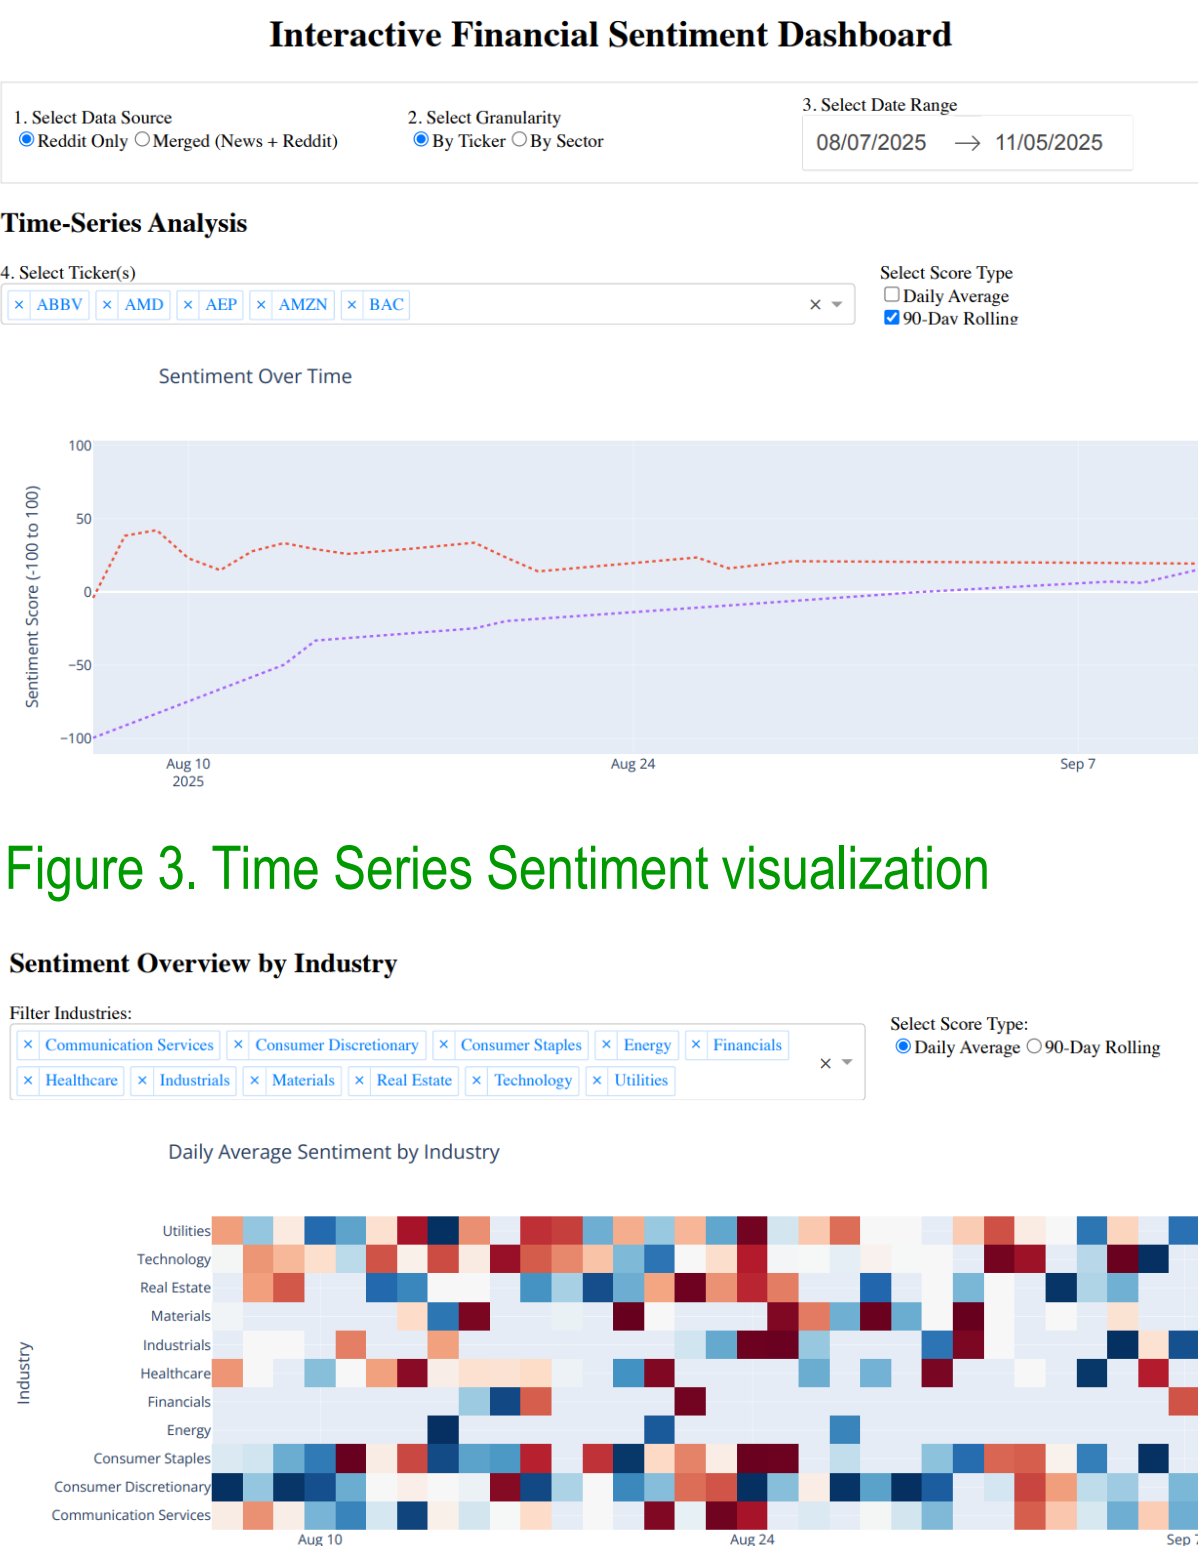 Interactive Financial Sentiment Dashboard
1. Select Data Source
Reddit Only Merged (News + Reddit)
2. Select Granularity
By Ticker By Sector
3. Select Date Range
08/07/2025 → 11/05/2025
Time-Series Analysis
4. Select Ticker(s)
× ABBV × AMD × AEP × AMZN × BAC ×
Select Score Type
Daily Average
90-Day Rolling
Sentiment Over Time
Sentiment Score (-100 to 100)
100
50
0
−50
−100
Aug 10
2025
Aug 24
Sep 7
Figure 3. Time Series Sentiment visualization
Sentiment Overview by Industry
Filter Industries:
× Communication Services × Consumer Discretionary × Consumer Staples × Energy × Financials
× Healthcare × Industrials × Materials × Real Estate × Technology × Utilities ×
Select Score Type:
Daily Average 90-Day Rolling
Daily Average Sentiment by Industry
Industry
Utilities
Technology
Real Estate
Materials
Industrials
Healthcare
Financials
Energy
Consumer Staples
Consumer Discretionary
Communication Services
Aug 10
Aug 24
Sep 7